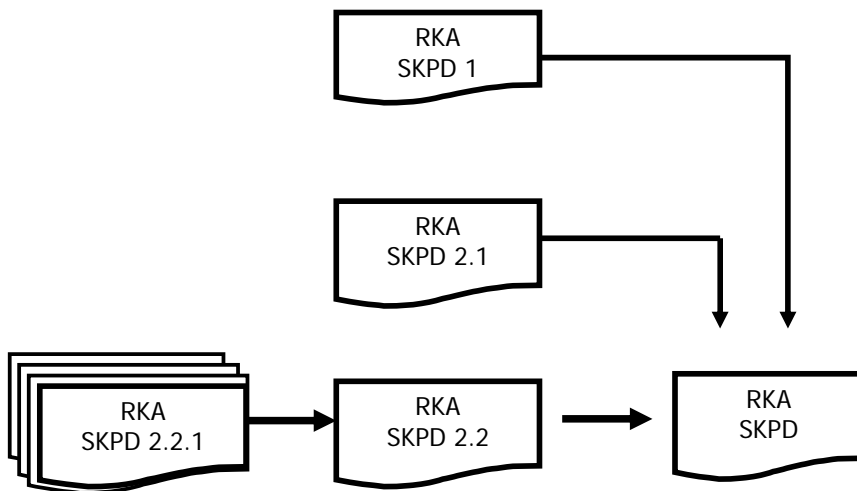 RKA
SKPD 1
RKA
SKPD 2.1
RKA
SKPD 2.2.1
RKA
SKPD 2.2
RKA
SKPD